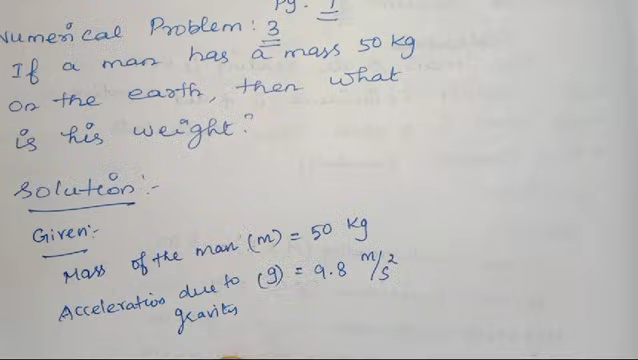 Pg. 1
Numerical Problem: 3
If a man has a mass 50 kg
on the earth, then what
is his weight?
Solution:-
Given:-
Mass of the man (m) = 50 kg
Acceleration due to (g) = 9.8 m/s²
gravity